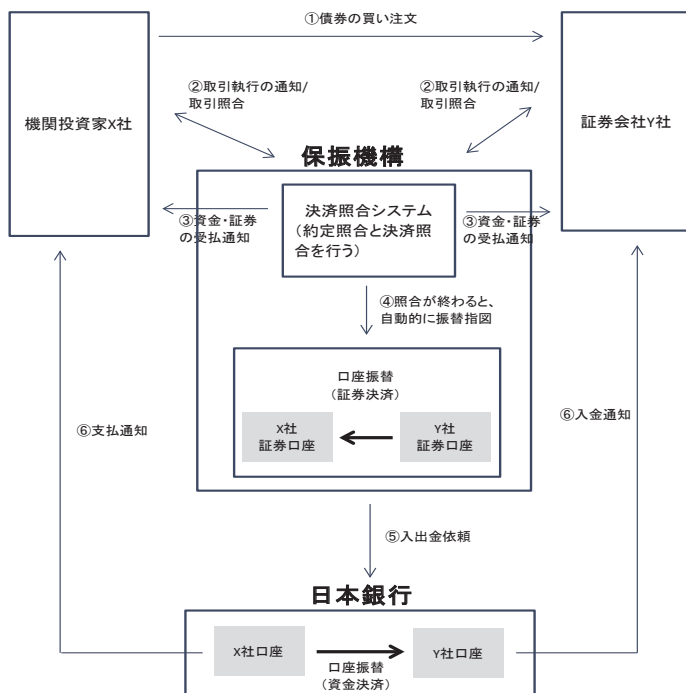 ①債券の買い注文
②取引執行の通知/
取引照合
②取引執行の通知/
取引照合
機関投資家X社
証券会社Y社
保振機構
決済照合システム
(約定照合と決済照
合を行う)
③資金・証券
の受払通知
③資金・証券
の受払通知
④照合が終わると、
自動的に振替指図
口座振替
(証券決済)
X社
証券口座
Y社
証券口座
⑥支払通知
⑥入金通知
⑤入出金依頼
日本銀行
X社口座
Y社口座
口座振替
(資金決済)